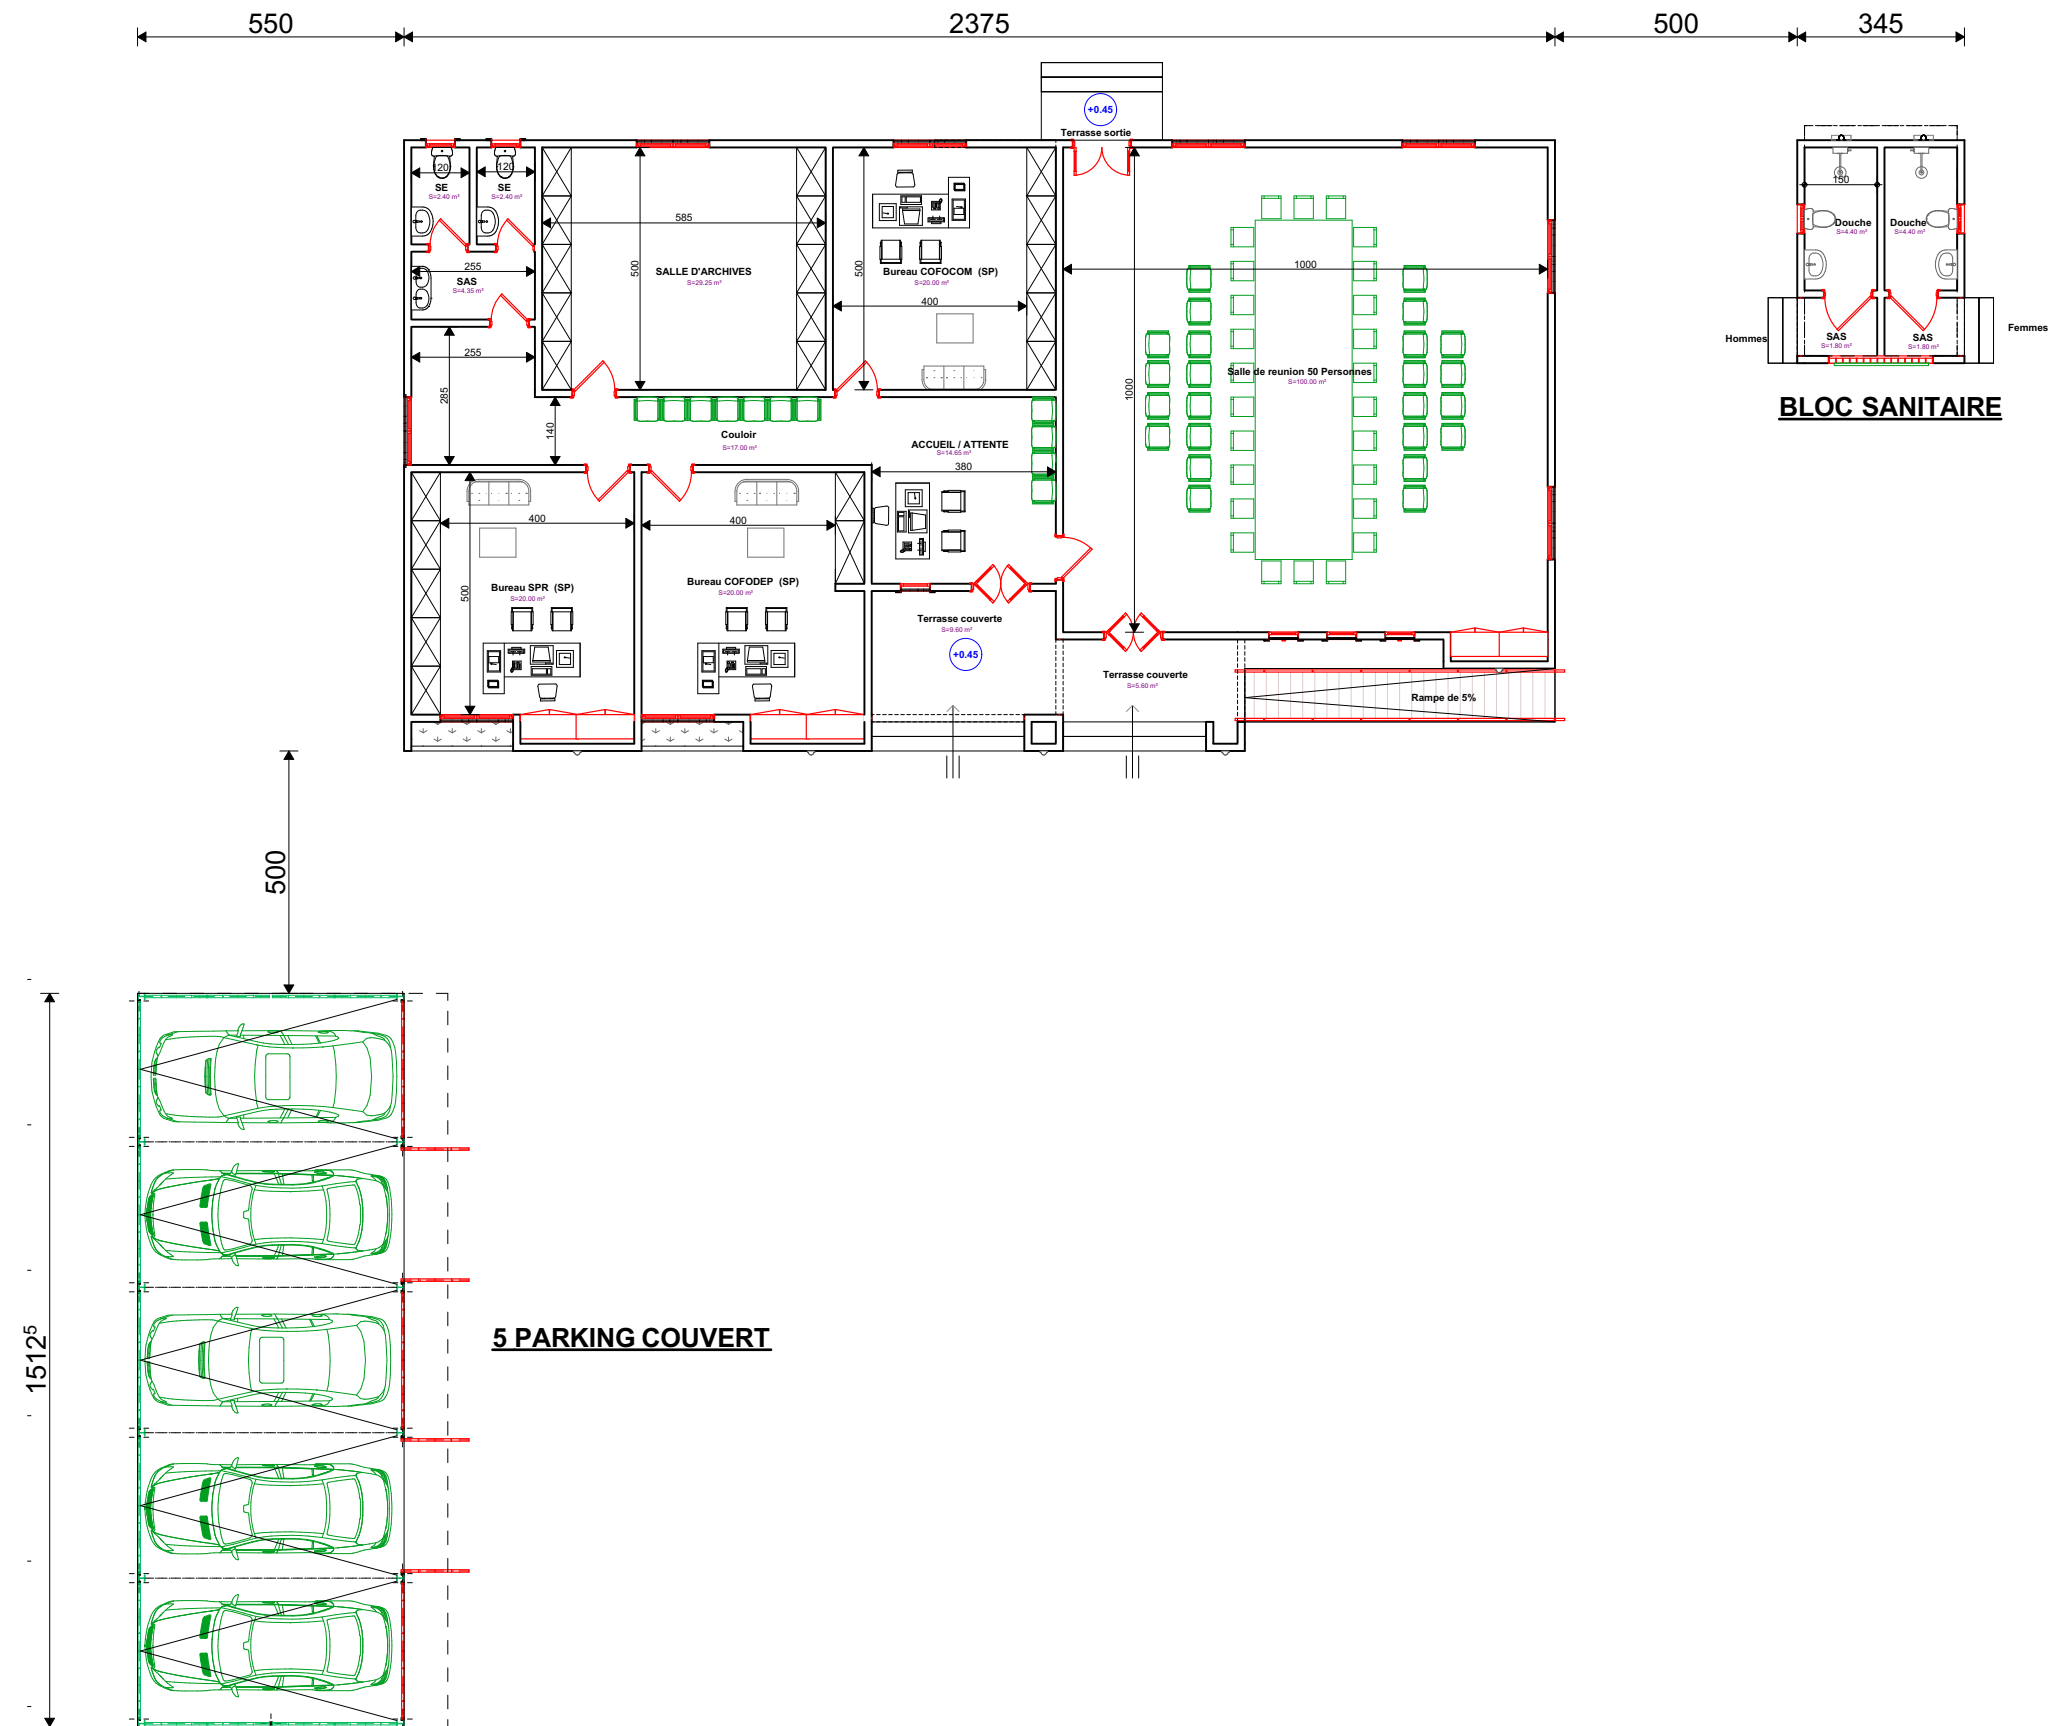 550
2375
500
345
+0.45
Terrasse sortie
120
120
SE
S=2.40 m²
SE
S=2.40 m²
585
500
SALLE D'ARCHIVES
S=29.25 m²
255
SAS
S=4.35 m²
500
Bureau COFOCOM (SP)
S=20.00 m²
400
1000
1000
Salle de reunion 50 Personnes
S=100.00 m²
150
Douche
S=4.40 m²
Douche
S=4.40 m²
Hommes
SAS
S=1.80 m²
SAS
S=1.80 m²
Femmes
BLOC SANITAIRE
255
285
140
Couloir
S=17.00 m²
ACCUEIL / ATTENTE
S=14.65 m²
380
400
500
Bureau SPR (SP)
S=20.00 m²
400
Bureau COFODEP (SP)
S=20.00 m²
Terrasse couverte
S=9.60 m²
+0.45
Terrasse couverte
S=5.60 m²
Rampe de 5%
500
1512⁵
5 PARKING COUVERT